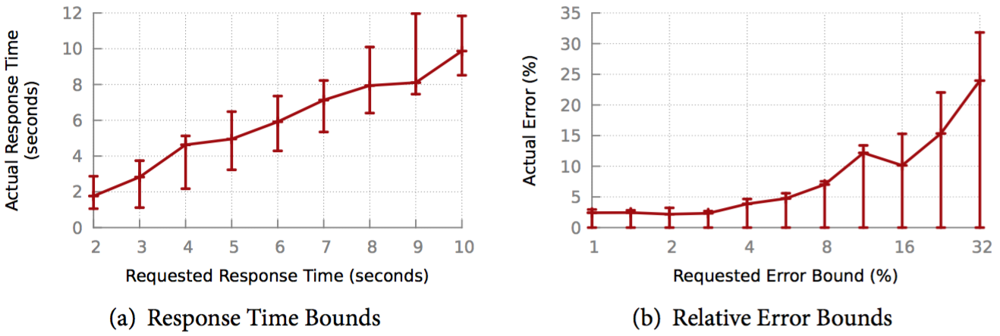 12
10
8
6
4
2
0
Actual Response Time
(seconds)
2 3 4 5 6 7 8 9 10
Requested Response Time (seconds)
(a) Response Time Bounds
35
30
25
20
15
10
5
0
Actual Error (%)
1 2 4 8 16 32
Requested Error Bound (%)
(b) Relative Error Bounds